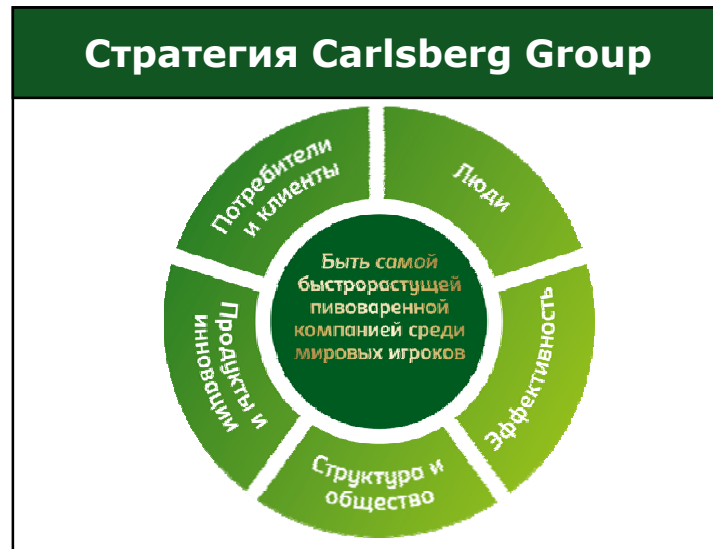 Стратегия Carlsberg Group
Потребители
и клиенты
Люди
Быть самой
быстрорастущей
пивоваренной
компанией среди
мировых игроков
Продукты и
инновации
Эффективность
Структура и
общество